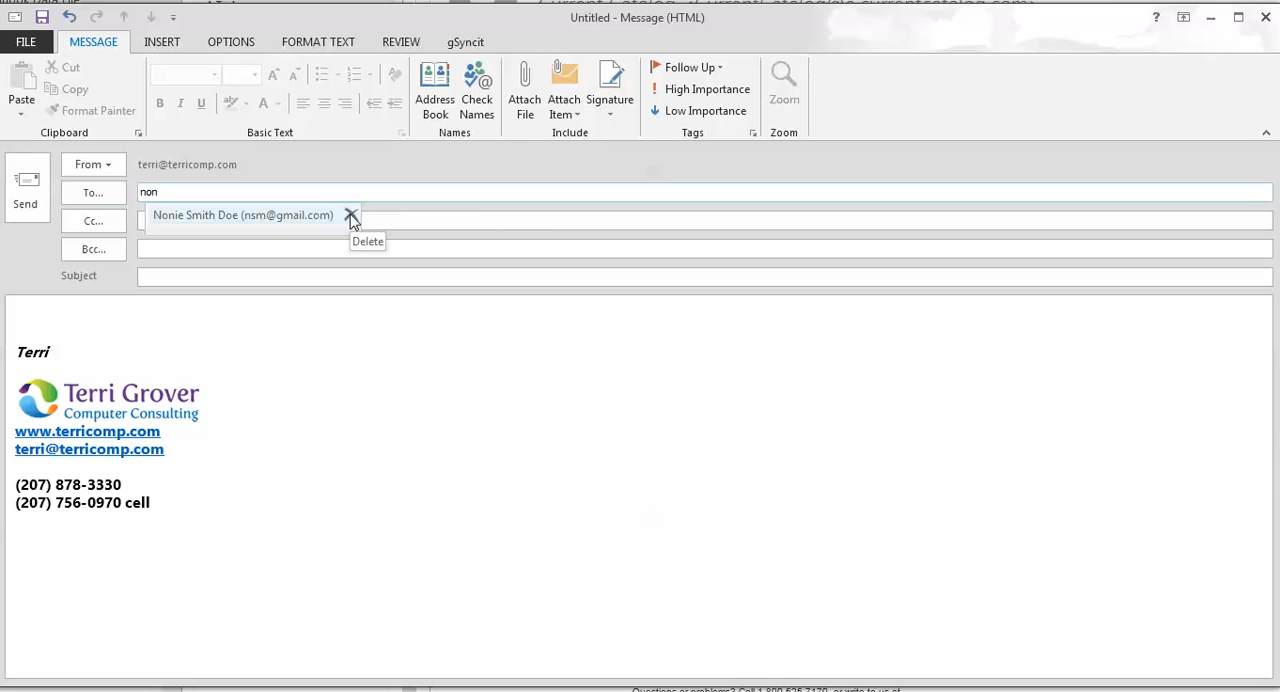 Untitled - Message (HTML)
?
FILE
MESSAGE
INSERT
OPTIONS
FORMAT TEXT
REVIEW
gSyncit
Paste
Cut
Copy
Format Painter
Clipboard
B I U
A
Basic Text
Address Book
Check Names
Names
Attach File
Attach Item
Signature
Include
Follow Up
High Importance
Low Importance
Tags
Zoom
Zoom
Send
From
terri@terricomp.com
To...
non
Nonie Smith Doe (nsm@gmail.com)
Delete
Cc...
Bcc...
Subject
Terri
Terri Grover
Computer Consulting
www.terricomp.com
terri@terricomp.com
(207) 878-3330
(207) 756-0970 cell